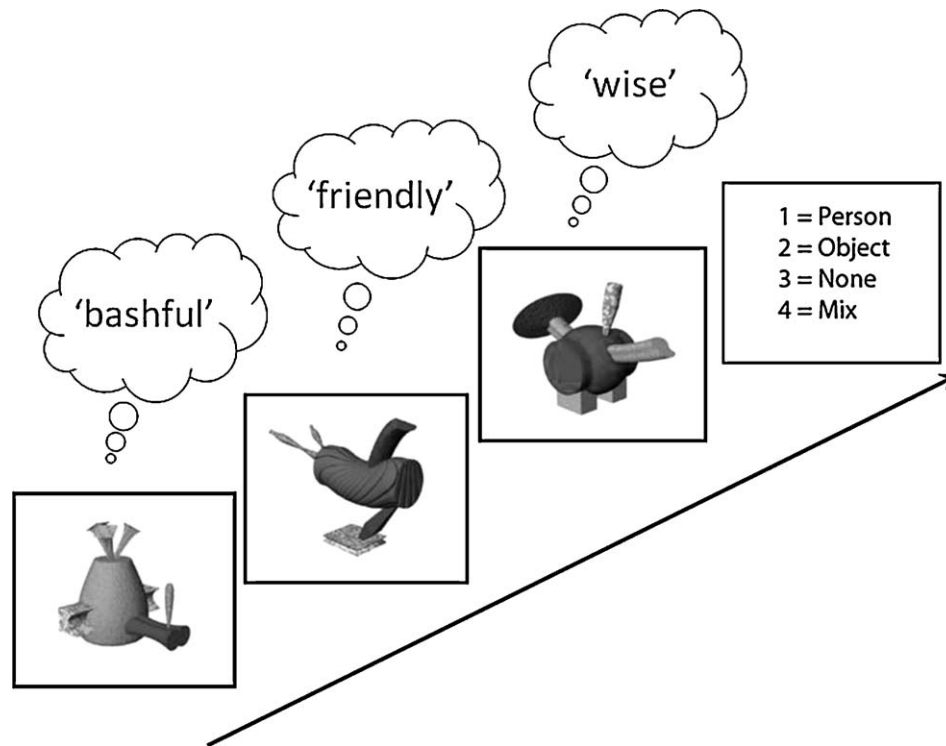 ‘wise’
‘friendly’
‘bashful’
1 = Person
2 = Object
3 = None
4 = Mix